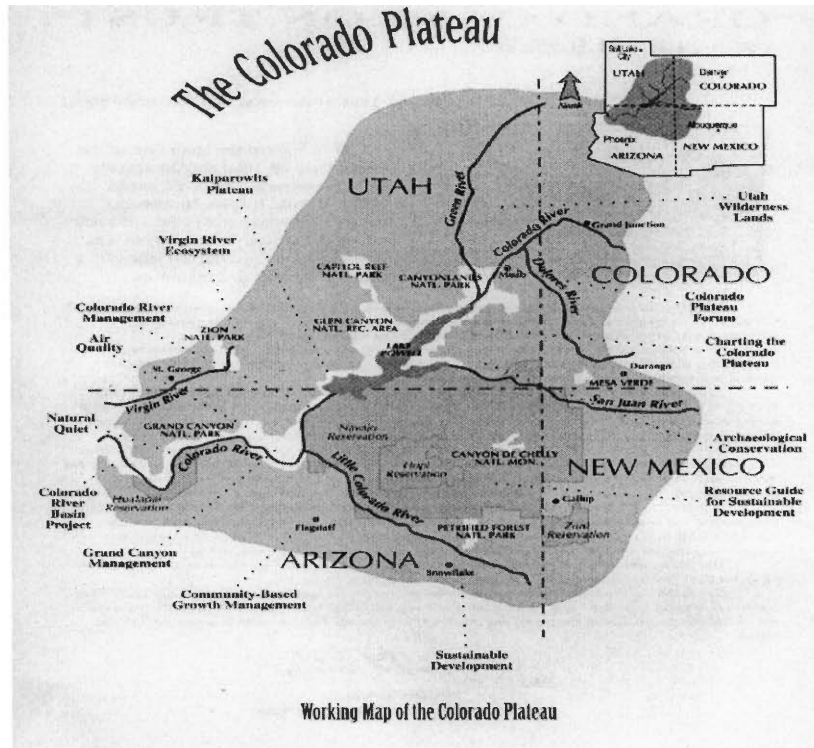 The Colorado Plateau
Salt Lake
City
UTAH
Denver
COLORADO
Albuquerque
Phoenix
NEW MEXICO
ARIZONA
North
Kaiparowits
Plateau
UTAH
Green River
Utah
Wilderness
Lands
Virgin River
Ecosystem
Colorado River
Grand Junction
CAPITOL REEF
NATL. PARK
CANYONLANDS
NATL. PARK
Moab
Dolores River
COLORADO
Colorado River
Management
Colorado
Plateau
Forum
GLEN CANYON
NATL. REC. AREA
ZION
NATL. PARK
Air
Quality
LAKE
POWELL
Charting the
Colorado
Plateau
St. George
Durango
MESA VERDE
Virgin River
San Juan River
Natural
Quiet
GRAND CANYON
NATL. PARK
Navajo
Reservation
Archaeological
Conservation
Colorado River
CANYON DE CHELLY
NATL. MON.
NEW MEXICO
Hopi
Reservation
Little Colorado River
Colorado
River
Basin
Project
Hualapai
Reservation
Resource Guide
for Sustainable
Development
Gallup
Flagstaff
PETRIFIED FOREST
NATL. PARK
Zuni
Reservation
Grand Canyon
Management
ARIZONA
Snowflake
Community-Based
Growth Management
Sustainable
Development
Working Map of the Colorado Plateau